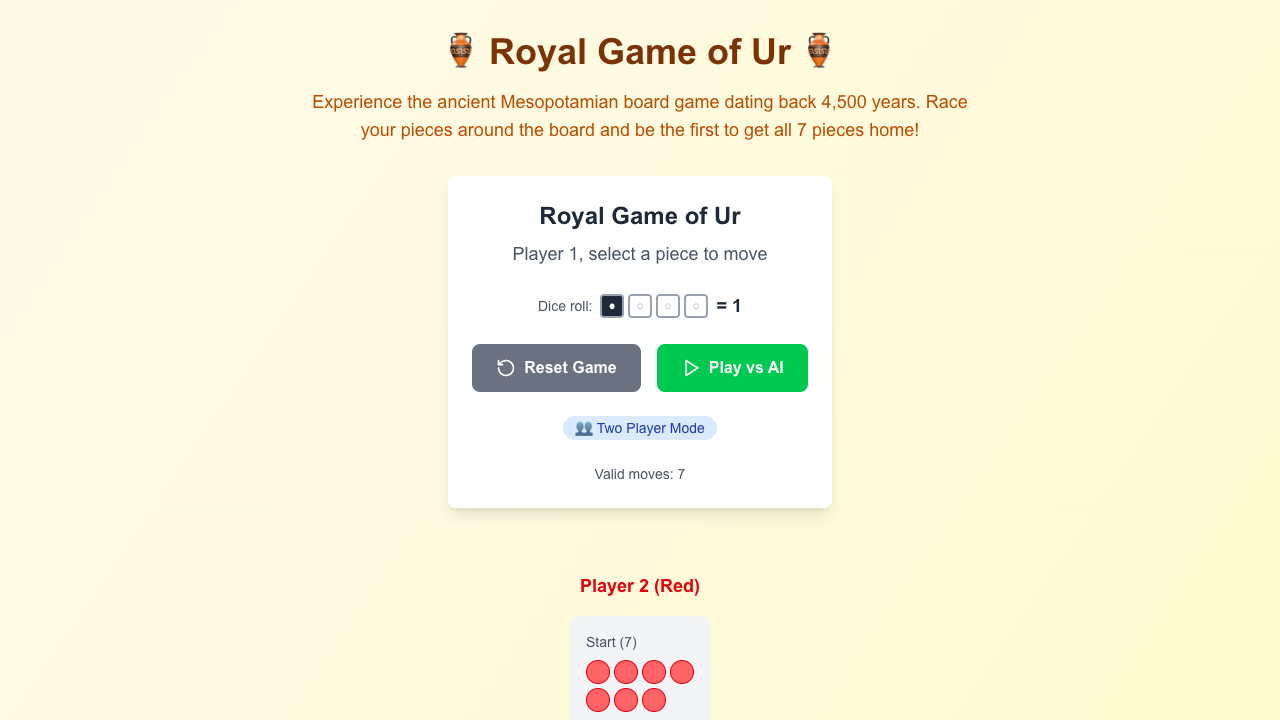 🏺 Royal Game of Ur 🏺
Experience the ancient Mesopotamian board game dating back 4,500 years. Race
your pieces around the board and be the first to get all 7 pieces home!
Royal Game of Ur
Player 1, select a piece to move
Dice roll: ● ○ ○ ○ = 1
Reset Game
Play vs AI
👥 Two Player Mode
Valid moves: 7
Player 2 (Red)
Start (7)